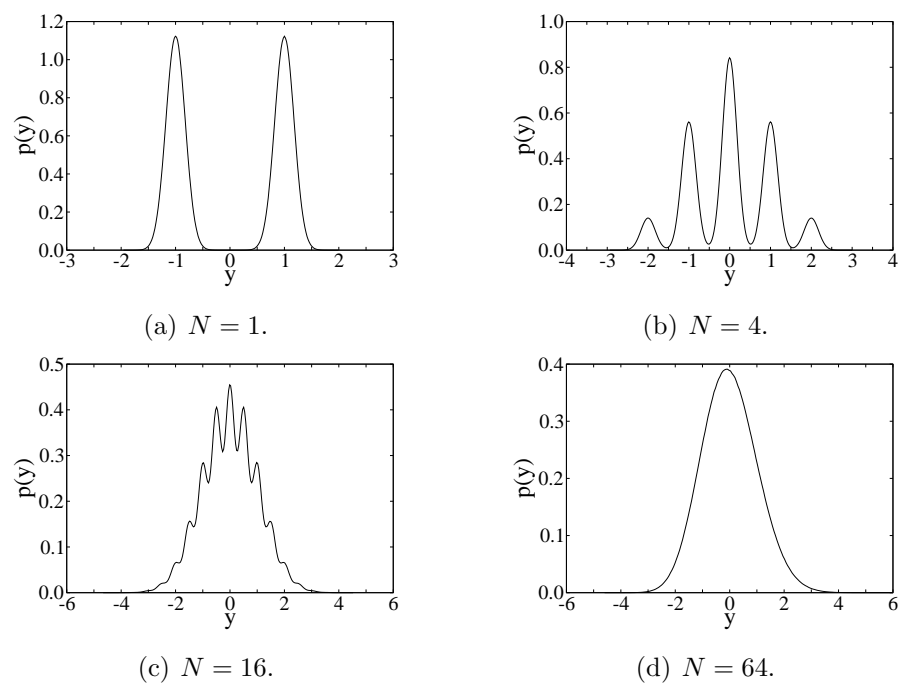 1.2
1.0
0.8
0.6
0.4
0.2
0.0
p(y)
-3 -2 -1 0 1 2 3
y
(a) N = 1.
1.0
0.8
0.6
0.4
0.2
0.0
p(y)
-4 -3 -2 -1 0 1 2 3 4
y
(b) N = 4.
0.5
0.4
0.3
0.2
0.1
0.0
p(y)
-6 -4 -2 0 2 4 6
y
(c) N = 16.
0.4
0.3
0.2
0.1
0.0
p(y)
-6 -4 -2 0 2 4 6
y
(d) N = 64.